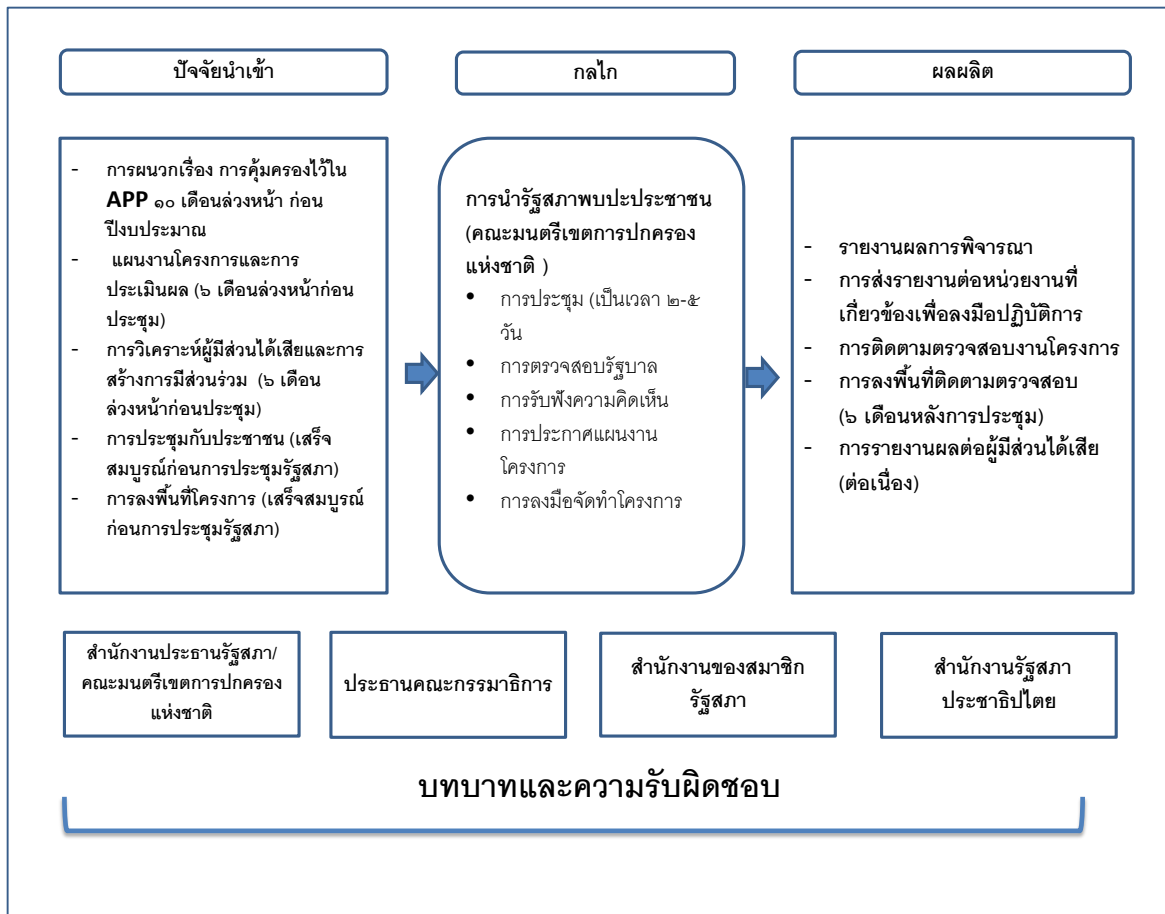 ปัจจัยนำเข้า
กลไก
ผลผลิต
- การผนวกเรื่อง การคุ้มครองไว้ใน
APP ๑๐ เดือนล่วงหน้า ก่อน
ปีงบประมาณ
- แผนงานโครงการและการ
ประเมินผล (๖ เดือนล่วงหน้าก่อน
ประชุม)
- การวิเคราะห์ผู้มีส่วนได้เสียและการ
สร้างการมีส่วนร่วม (๖ เดือน
ล่วงหน้าก่อนประชุม)
- การประชุมกับประชาชน (เสร็จ
สมบูรณ์ก่อนการประชุมรัฐสภา)
- การลงพื้นที่โครงการ (เสร็จสมบูรณ์
ก่อนการประชุมรัฐสภา)
การนำรัฐสภาพบปะประชาชน
(คณะมนตรีเขตการปกครอง
แห่งชาติ )
• การประชุม (เป็นเวลา ๒-๕
วัน
• การตรวจสอบรัฐบาล
• การรับฟังความคิดเห็น
• การประกาศแผนงาน
โครงการ
• การลงมือจัดทำโครงการ
- รายงานผลการพิจารณา
- การส่งรายงานต่อหน่วยงานที่
เกี่ยวข้องเพื่อลงมือปฏิบัติการ
- การติดตามตรวจสอบงานโครงการ
- การลงพื้นที่ติดตามตรวจสอบ
(๖ เดือนหลังการประชุม)
- การรายงานผลต่อผู้มีส่วนได้เสีย
(ต่อเนื่อง)
สำนักงานประธานรัฐสภา/
คณะมนตรีเขตการปกครอง
แห่งชาติ
ประธานคณะกรรมาธิการ
สำนักงานของสมาชิก
รัฐสภา
สำนักงานรัฐสภา
ประชาธิปไตย
บทบาทและความรับผิดชอบ